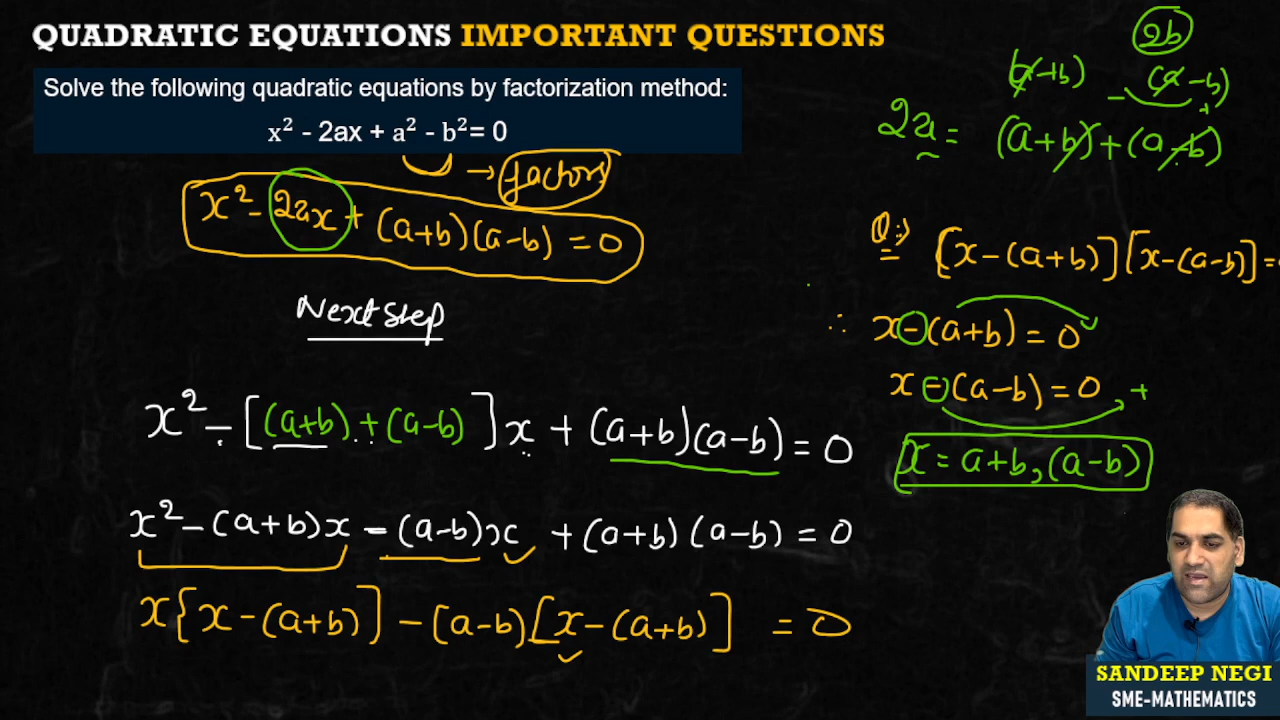 QUADRATIC EQUATIONS IMPORTANT QUESTIONS
Solve the following quadratic equations by factorization method:
x² - 2ax + a² - b²= 0
→ factors
x² - 2ax + (a+b)(a-b) = 0
Next Step
x² - [(a+b) + (a-b)]x + (a+b)(a-b) = 0
x² - (a+b)x - (a-b)x + (a+b)(a-b) = 0
x{x-(a+b)] - (a-b)[x-(a+b)] = 0
2b
(a+b) - (a-b)
+
2a = (a+b)+(a-b)
[x-(a+b)][x-(a-b)]=
∴ x-(a+b) = 0
x-(a-b) = 0, +
x = a+b, (a-b)
SANDEEP NEGI
SME-MATHEMATICS